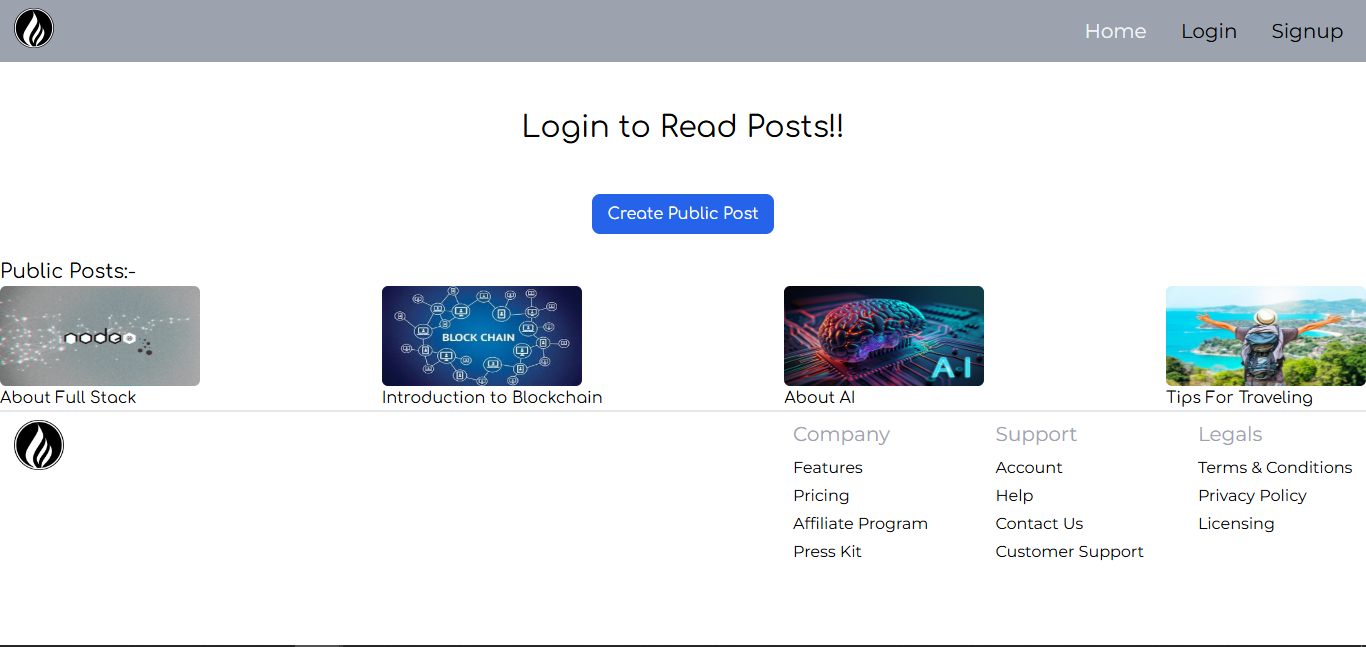 Home Login Signup
Login to Read Posts!!
Create Public Post
Public Posts:-
node
BLOCK CHAIN
AI
About Full Stack
Introduction to Blockchain
About AI
Tips For Traveling
Company
Features
Pricing
Affiliate Program
Press Kit
Support
Account
Help
Contact Us
Customer Support
Legals
Terms & Conditions
Privacy Policy
Licensing